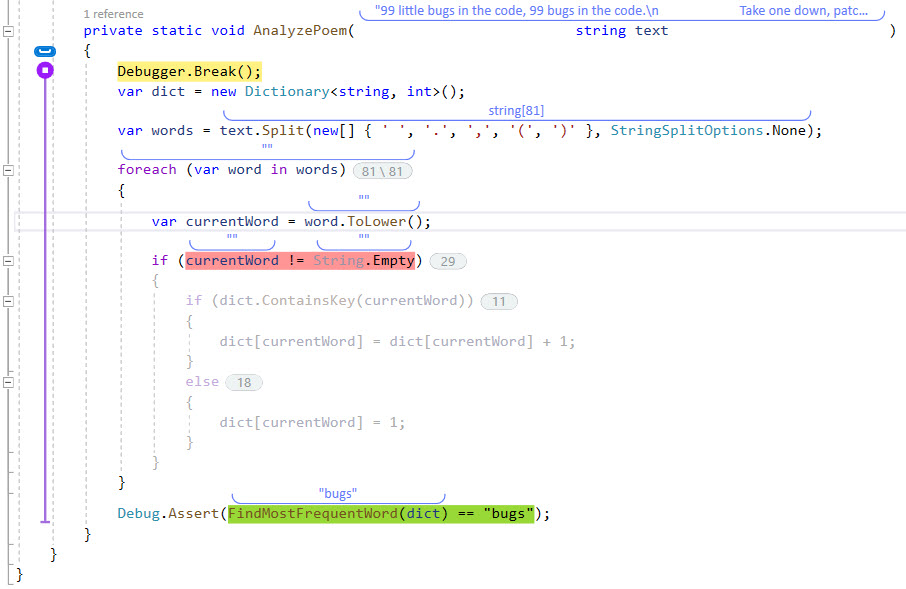 1 reference
"99 little bugs in the code, 99 bugs in the code.\n Take one down, patc...
private static void AnalyzePoem( string text )
{
Debugger.Break();
var dict = new Dictionary<string, int>();
string[81]
var words = text.Split(new[] { ' ', '.', ',', '(', ')' }, StringSplitOptions.None);
""
foreach (var word in words) 81 \ 81
{
""
var currentWord = word.ToLower();
"" ""
if (currentWord != String.Empty) 29
{
if (dict.ContainsKey(currentWord)) 11
{
dict[currentWord] = dict[currentWord] + 1;
}
else 18
{
dict[currentWord] = 1;
}
}
}
"bugs"
Debug.Assert(FindMostFrequentWord(dict) == "bugs");
}
}
}